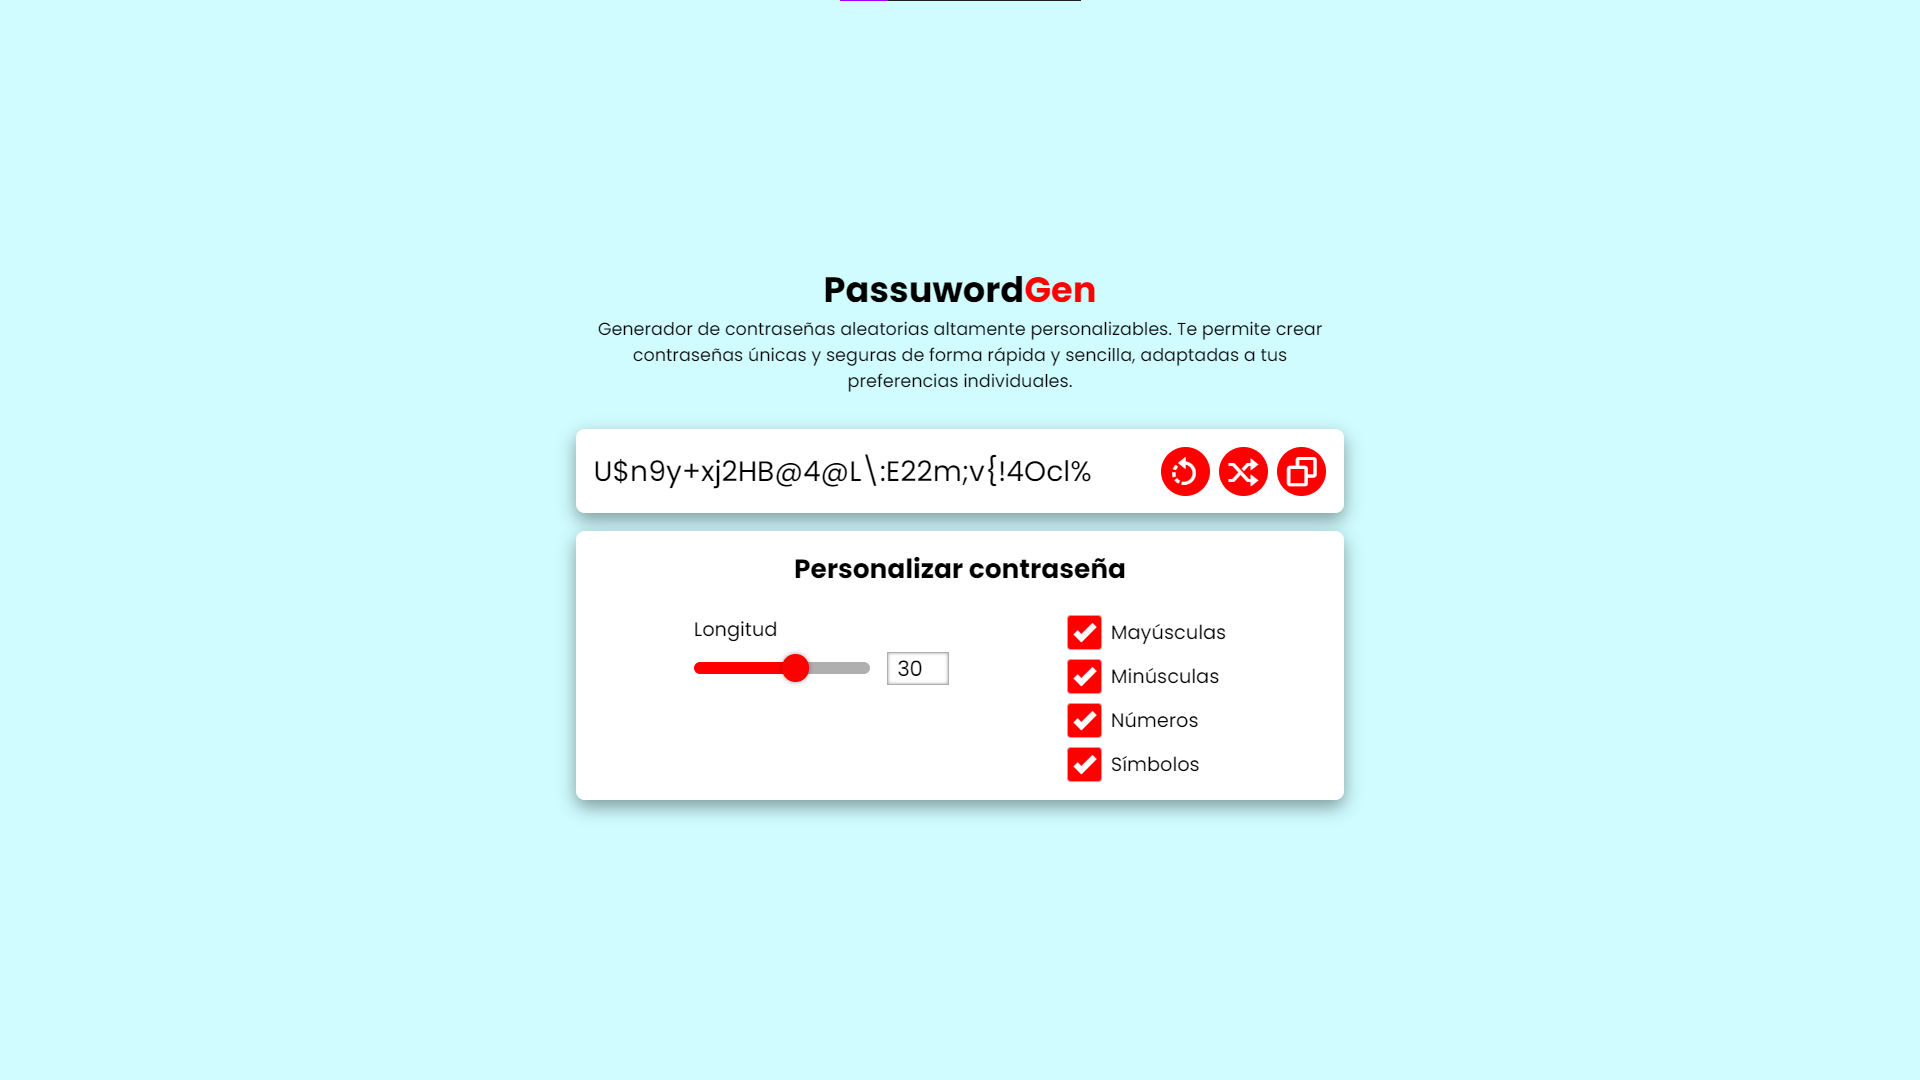 PassuwordGen
Generador de contraseñas aleatorias altamente personalizables. Te permite crear
contraseñas únicas y seguras de forma rápida y sencilla, adaptadas a tus
preferencias individuales.
U$n9y+xj2HB@4@L\:E22m;v{!4Ocl%
Personalizar contraseña
Longitud
30
Mayúsculas
Minúsculas
Números
Símbolos